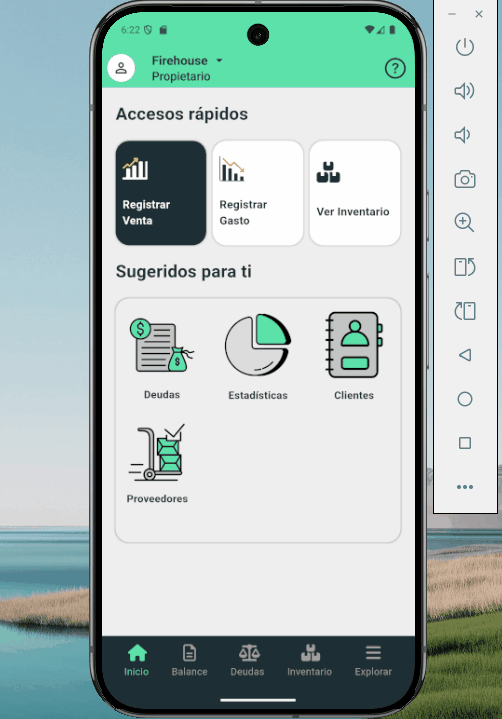 6:22
Firehouse
Propietario
?
Accesos rápidos
Registrar
Venta
Registrar
Gasto
Ver Inventario
Sugeridos para ti
$
$
Deudas
Estadísticas
Clientes
Proveedores
Inicio
Balance
Deudas
Inventario
Explorar